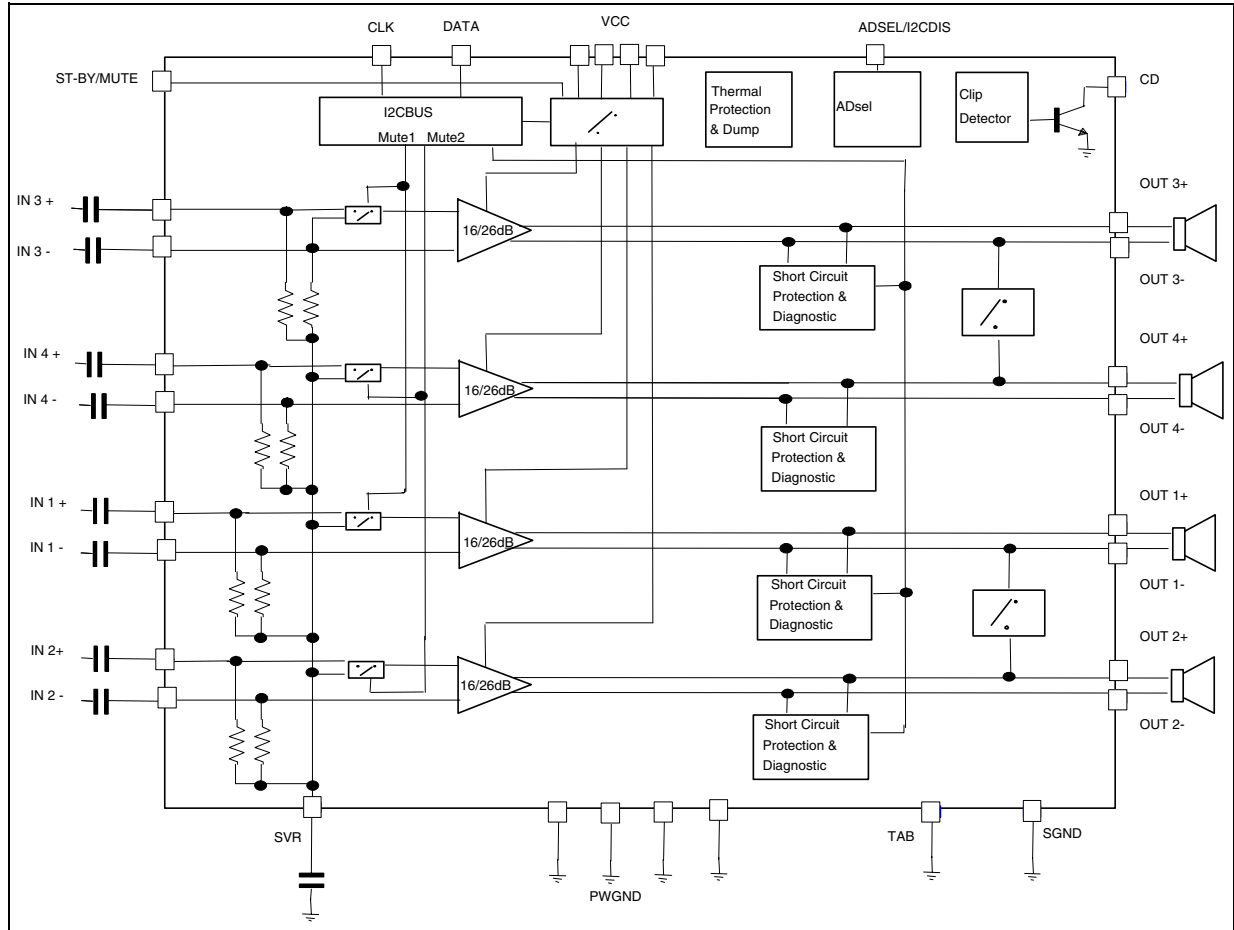 CLK
DATA
VCC
ADSEL/I2CDIS
ST-BY/MUTE
CD
I2CBUS
Mute1 Mute2
Thermal
Protection
& Dump
ADsel
Clip
Detector
IN 3 +
OUT 3+
16/26dB
IN 3 -
Short Circuit
Protection &
Diagnostic
OUT 3-
IN 4 +
OUT 4+
16/26dB
IN 4 -
OUT 4-
Short Circuit
Protection &
Diagnostic
IN 1 +
OUT 1+
16/26dB
IN 1 -
Short Circuit
Protection &
Diagnostic
OUT 1-
IN 2+
OUT 2+
16/26dB
IN 2 -
Short Circuit
Protection &
Diagnostic
OUT 2-
SVR
PWGND
TAB
SGND